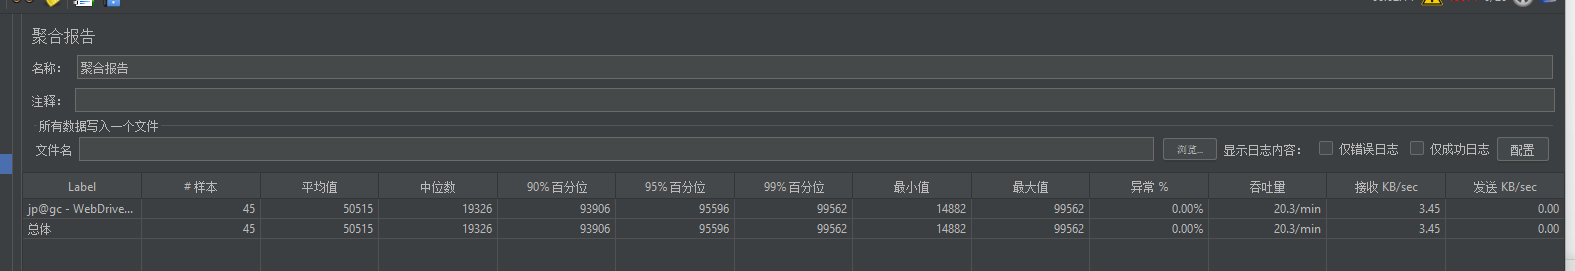 聚合报告
名称： 聚合报告
注释：
所有数据写入一个文件
文件名 浏览... 显示日志内容： 仅错误日志 仅成功日志 配置
Label # 样本 平均值 中位数 90% 百分位 95% 百分位 99% 百分位 最小值 最大值 异常 % 吞吐量 接收 KB/sec 发送 KB/sec
jp@gc - WebDrive... 45 50515 19326 93906 95596 99562 14882 99562 0.00% 20.3/min 3.45 0.00
总体 45 50515 19326 93906 95596 99562 14882 99562 0.00% 20.3/min 3.45 0.00